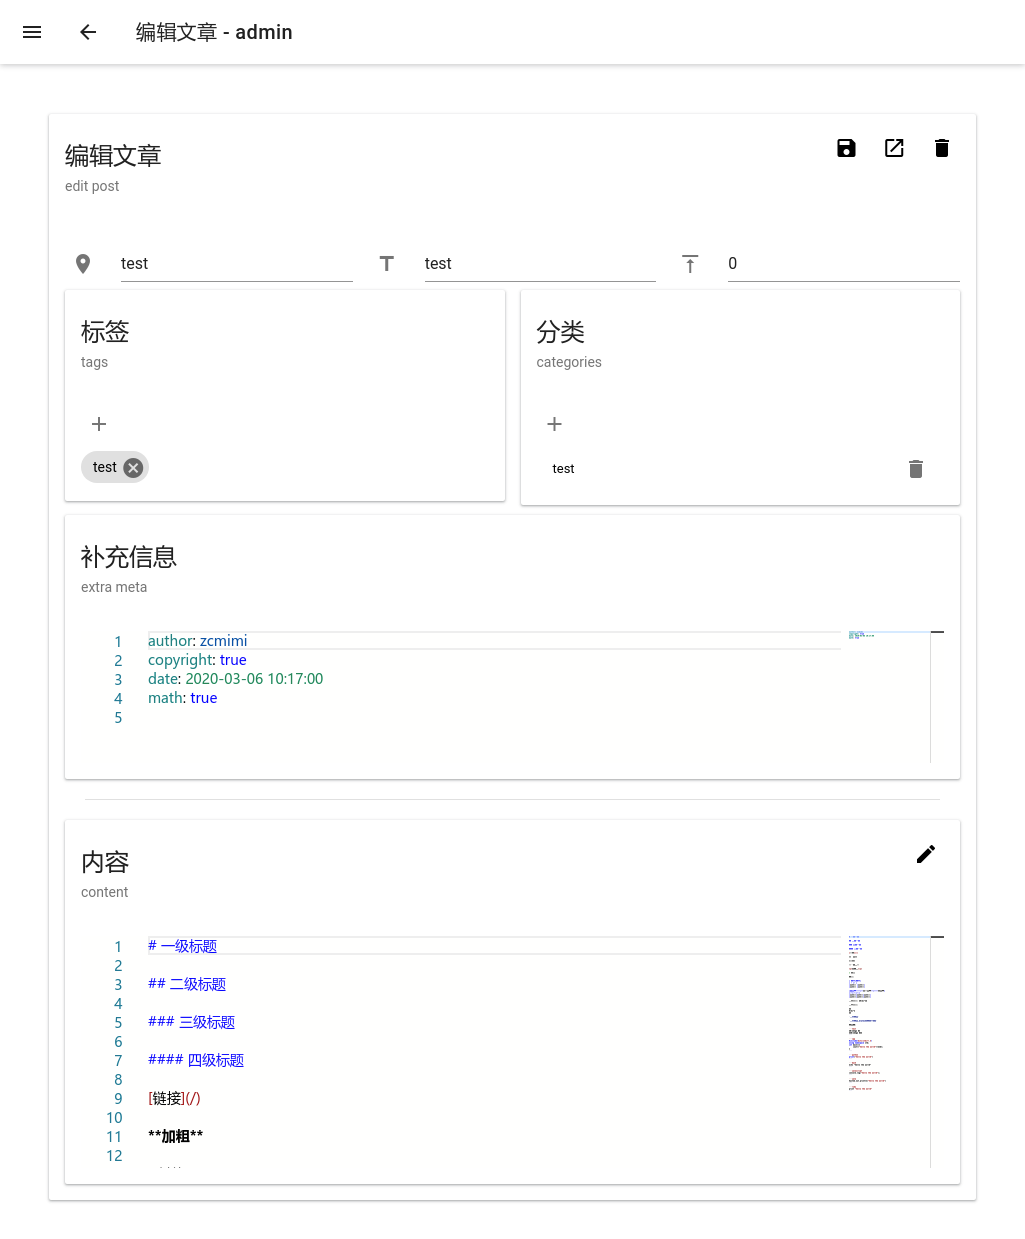 编辑文章 - admin
编辑文章
edit post
test
T
test
0
标签
tags
test
分类
categories
test
补充信息
extra meta
1 author: zcmimi
2 copyright: true
3 date: 2020-03-06 10:17:00
4 math: true
5
内容
content
1 # 一级标题
2
3 ## 二级标题
4
5 ### 三级标题
6
7 #### 四级标题
8
9 [链接](/)
10
11 **加粗**
12